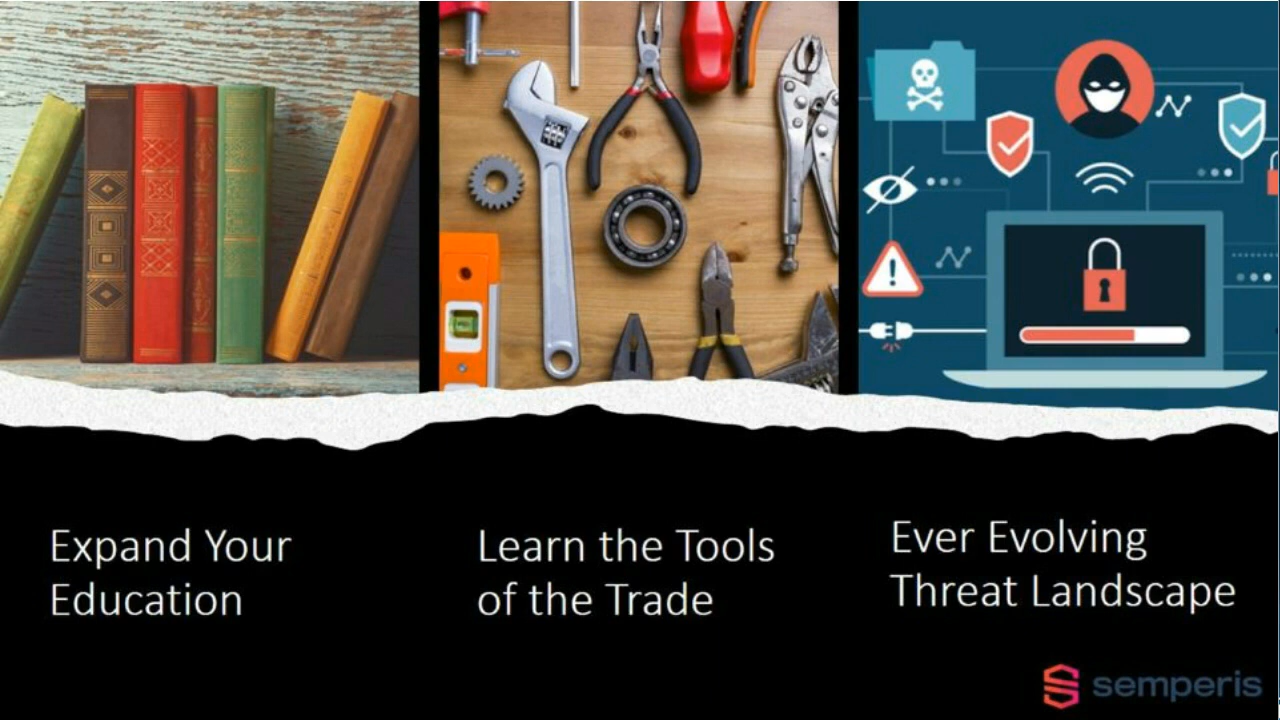 Expand Your
Education
Learn the Tools
of the Trade
Ever Evolving
Threat Landscape
semperis